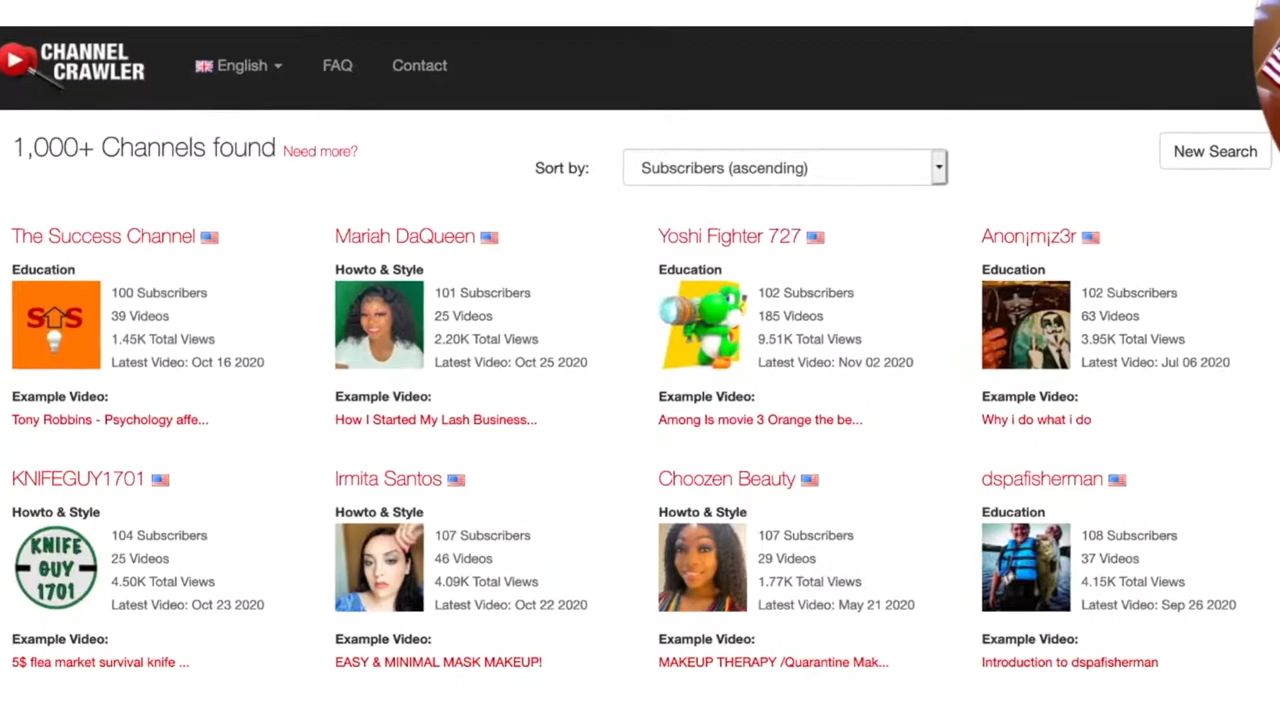 CHANNEL
CRAWLER
English
FAQ
Contact
1,000+ Channels found Need more?
Sort by:
Subscribers (ascending)
New Search
The Success Channel
Education
100 Subscribers
39 Videos
1.45K Total Views
Latest Video: Oct 16 2020
Example Video:
Tony Robbins - Psychology affe...
Mariah DaQueen
Howto & Style
101 Subscribers
25 Videos
2.20K Total Views
Latest Video: Oct 25 2020
Example Video:
How I Started My Lash Business...
Yoshi Fighter 727
Education
102 Subscribers
185 Videos
9.51K Total Views
Latest Video: Nov 02 2020
Example Video:
Among Is movie 3 Orange the be...
Anon¡m¡z3r
Education
102 Subscribers
63 Videos
3.95K Total Views
Latest Video: Jul 06 2020
Example Video:
Why i do what i do
KNIFEGUY1701
Howto & Style
KNIFE
GUY
1701
104 Subscribers
25 Videos
4.50K Total Views
Latest Video: Oct 23 2020
Example Video:
5$ flea market survival knife ...
Irmita Santos
Howto & Style
107 Subscribers
46 Videos
4.09K Total Views
Latest Video: Oct 22 2020
Example Video:
EASY & MINIMAL MASK MAKEUP!
Choozen Beauty
Howto & Style
107 Subscribers
29 Videos
1.77K Total Views
Latest Video: May 21 2020
Example Video:
MAKEUP THERAPY /Quarantine Mak...
dspafisherman
Education
108 Subscribers
37 Videos
4.15K Total Views
Latest Video: Sep 26 2020
Example Video:
Introduction to dspafisherman